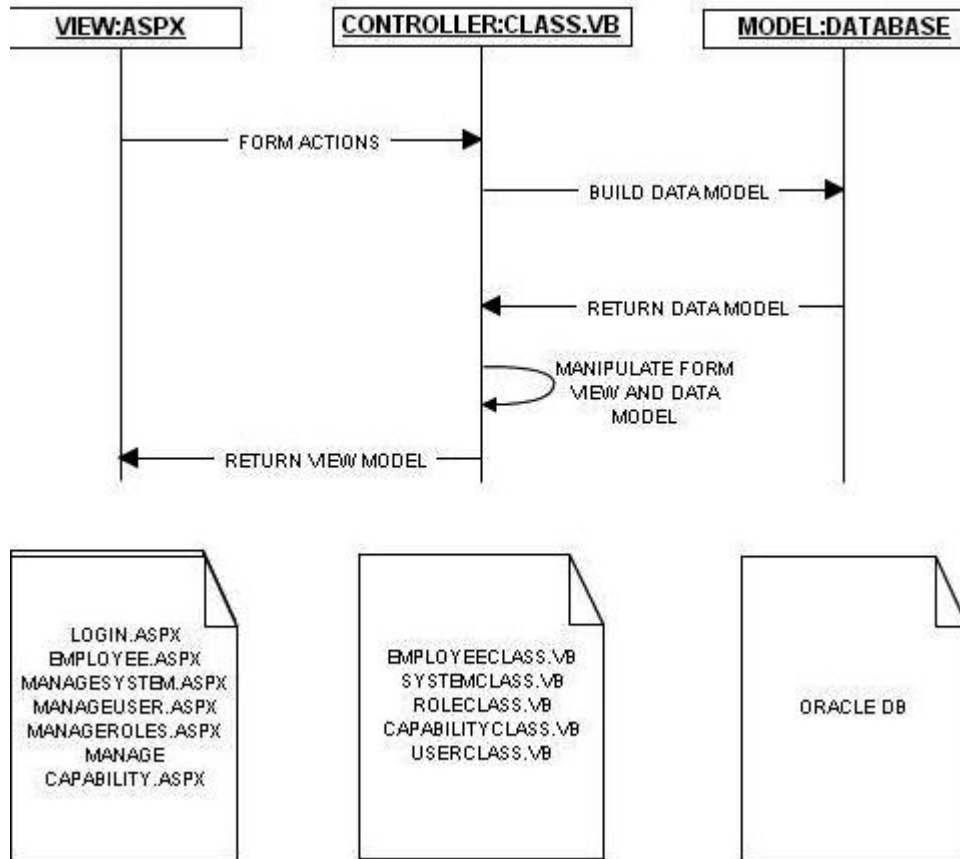 VIEW:ASPX
CONTROLLER:CLASS.VB
MODEL:DATABASE
FORM ACTIONS
BUILD DATA MODEL
RETURN DATA MODEL
MANIPULATE FORM
VIEW AND DATA
MODEL
RETURN VIEW MODEL
LOGIN.ASPX
EMPLOYEE.ASPX
MANAGESYSTEM.ASPX
MANAGEUSER.ASPX
MANAGEROLES.ASPX
MANAGE
CAPABILITY.ASPX
EMPLOYEECLASS.VB
SYSTEMCLASS.VB
ROLECLASS.VB
CAPABILITYCLASS.VB
USERCLASS.VB
ORACLE DB